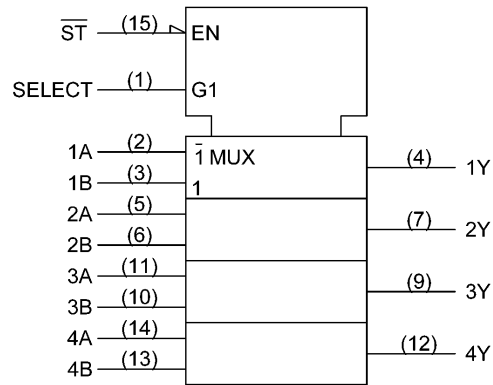 S̅T̅ (15) EN
SELECT (1) G1
1A (2) 1̅ MUX (4) 1Y
1B (3) 1
2A (5) (7) 2Y
2B (6)
3A (11) (9) 3Y
3B (10)
4A (14) (12) 4Y
4B (13)